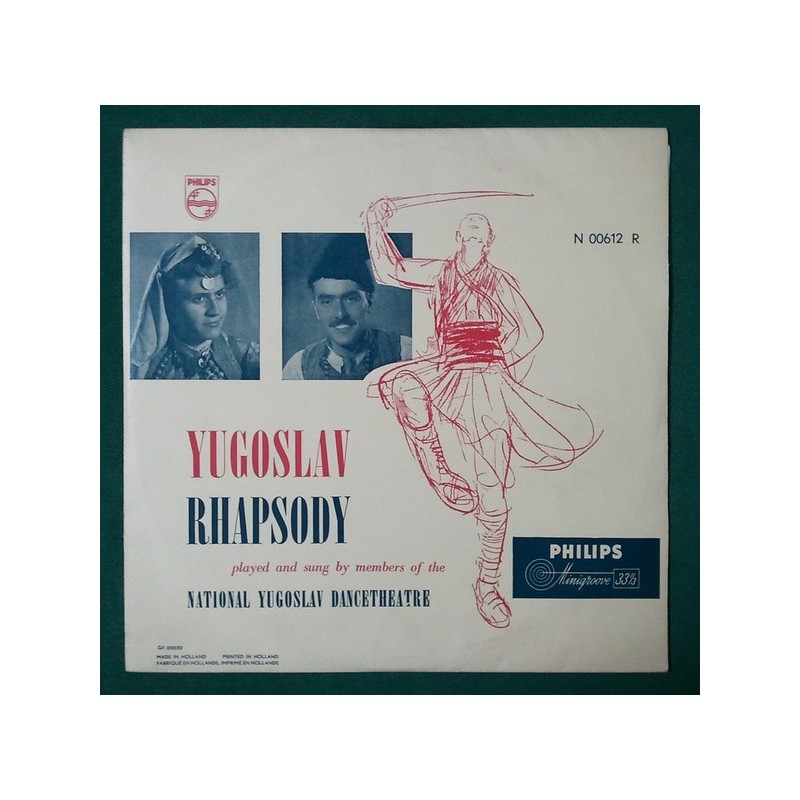 PHILIPS
N 00612 R
YUGOSLAV
RHAPSODY
played and sung by members of the
NATIONAL YUGOSLAV DANCETHEATRE
PHILIPS
Minigroove 33⅓
MADE IN HOLLAND PRINTED IN HOLLAND
FABRIQUÉ EN HOLLANDE, IMPRIMÉ EN HOLLANDE